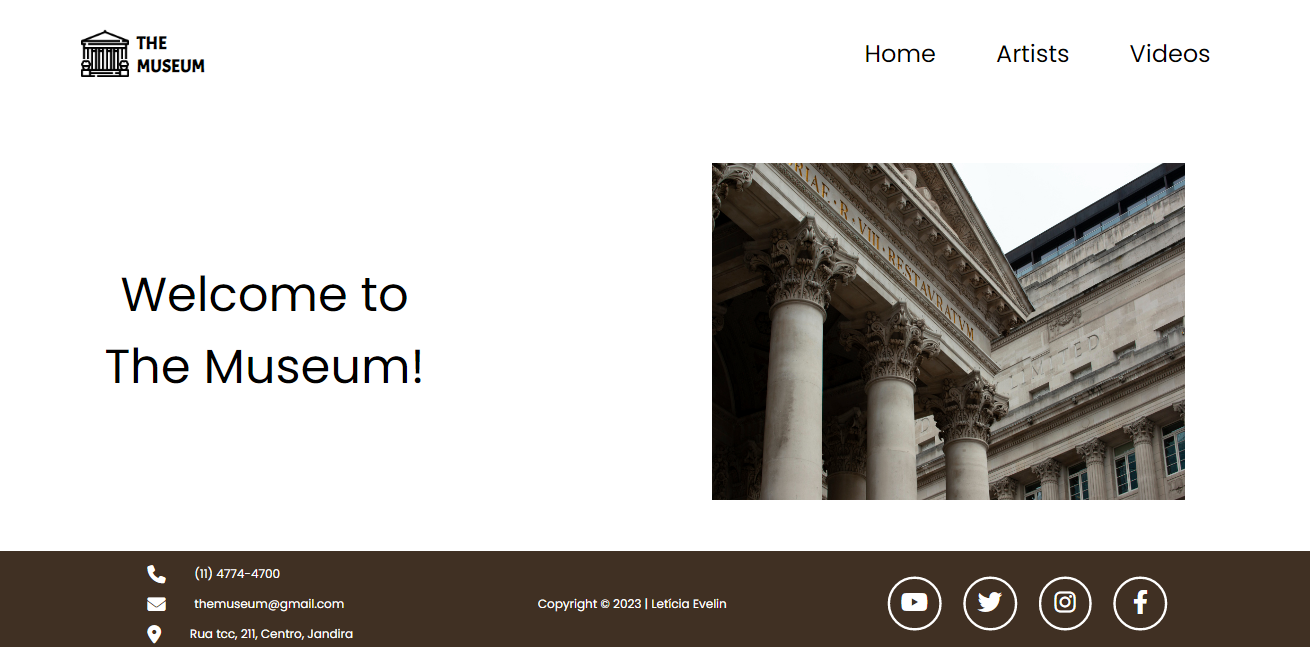 THE
MUSEUM
Home
Artists
Videos
Welcome to
The Museum!
RIAE · R · VIII · RESTAVRATVM
VNITED
(11) 4774-4700
themuseum@gmail.com
Rua tcc, 211, Centro, Jandira
Copyright © 2023 | Letícia Evelin